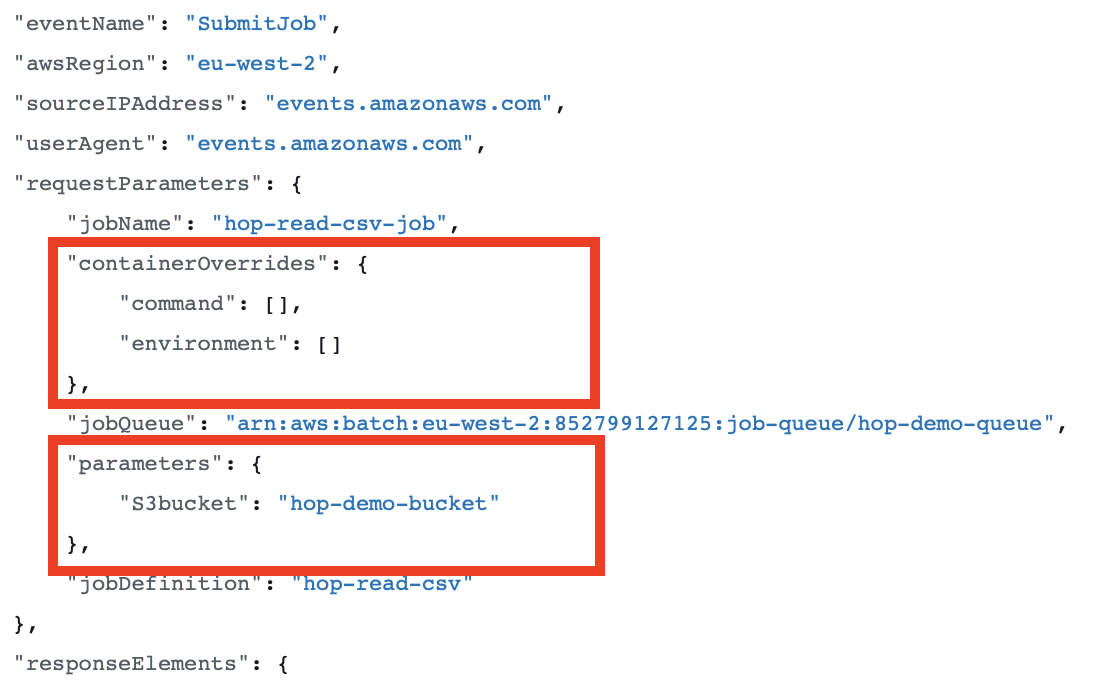 "eventName": "SubmitJob",
"awsRegion": "eu-west-2",
"sourceIPAddress": "events.amazonaws.com",
"userAgent": "events.amazonaws.com",
"requestParameters": {
"jobName": "hop-read-csv-job",
"containerOverrides": {
"command": [],
"environment": []
},
"jobQueue": "arn:aws:batch:eu-west-2:852799127125:job-queue/hop-demo-queue",
"parameters": {
"S3bucket": "hop-demo-bucket"
},
"jobDefinition": "hop-read-csv"
},
"responseElements": {